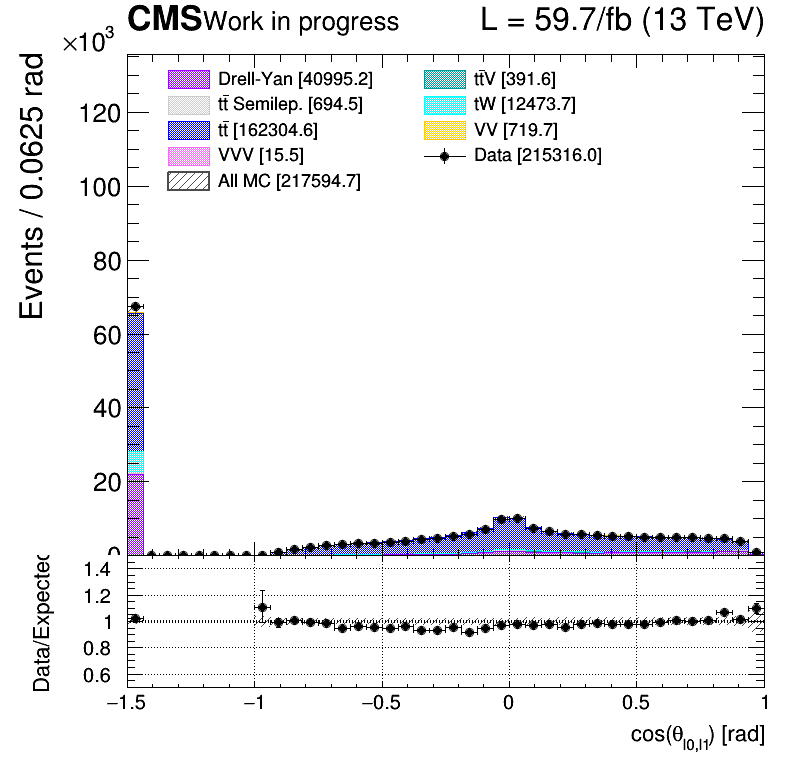 CMS Work in progress
L = 59.7/fb (13 TeV)
×10³
Events / 0.0625 rad
Drell-Yan [40995.2]
tt̄ Semilep. [694.5]
tt̄ [162304.6]
VVV [15.5]
All MC [217594.7]
tt̄V [391.6]
tW [12473.7]
VV [719.7]
Data [215316.0]
120
100
80
60
40
20
0
Data/Expected
1.4
1.2
1
0.8
0.6
−1.5 −1 −0.5 0 0.5 1
cos(θ_l0,l1) [rad]